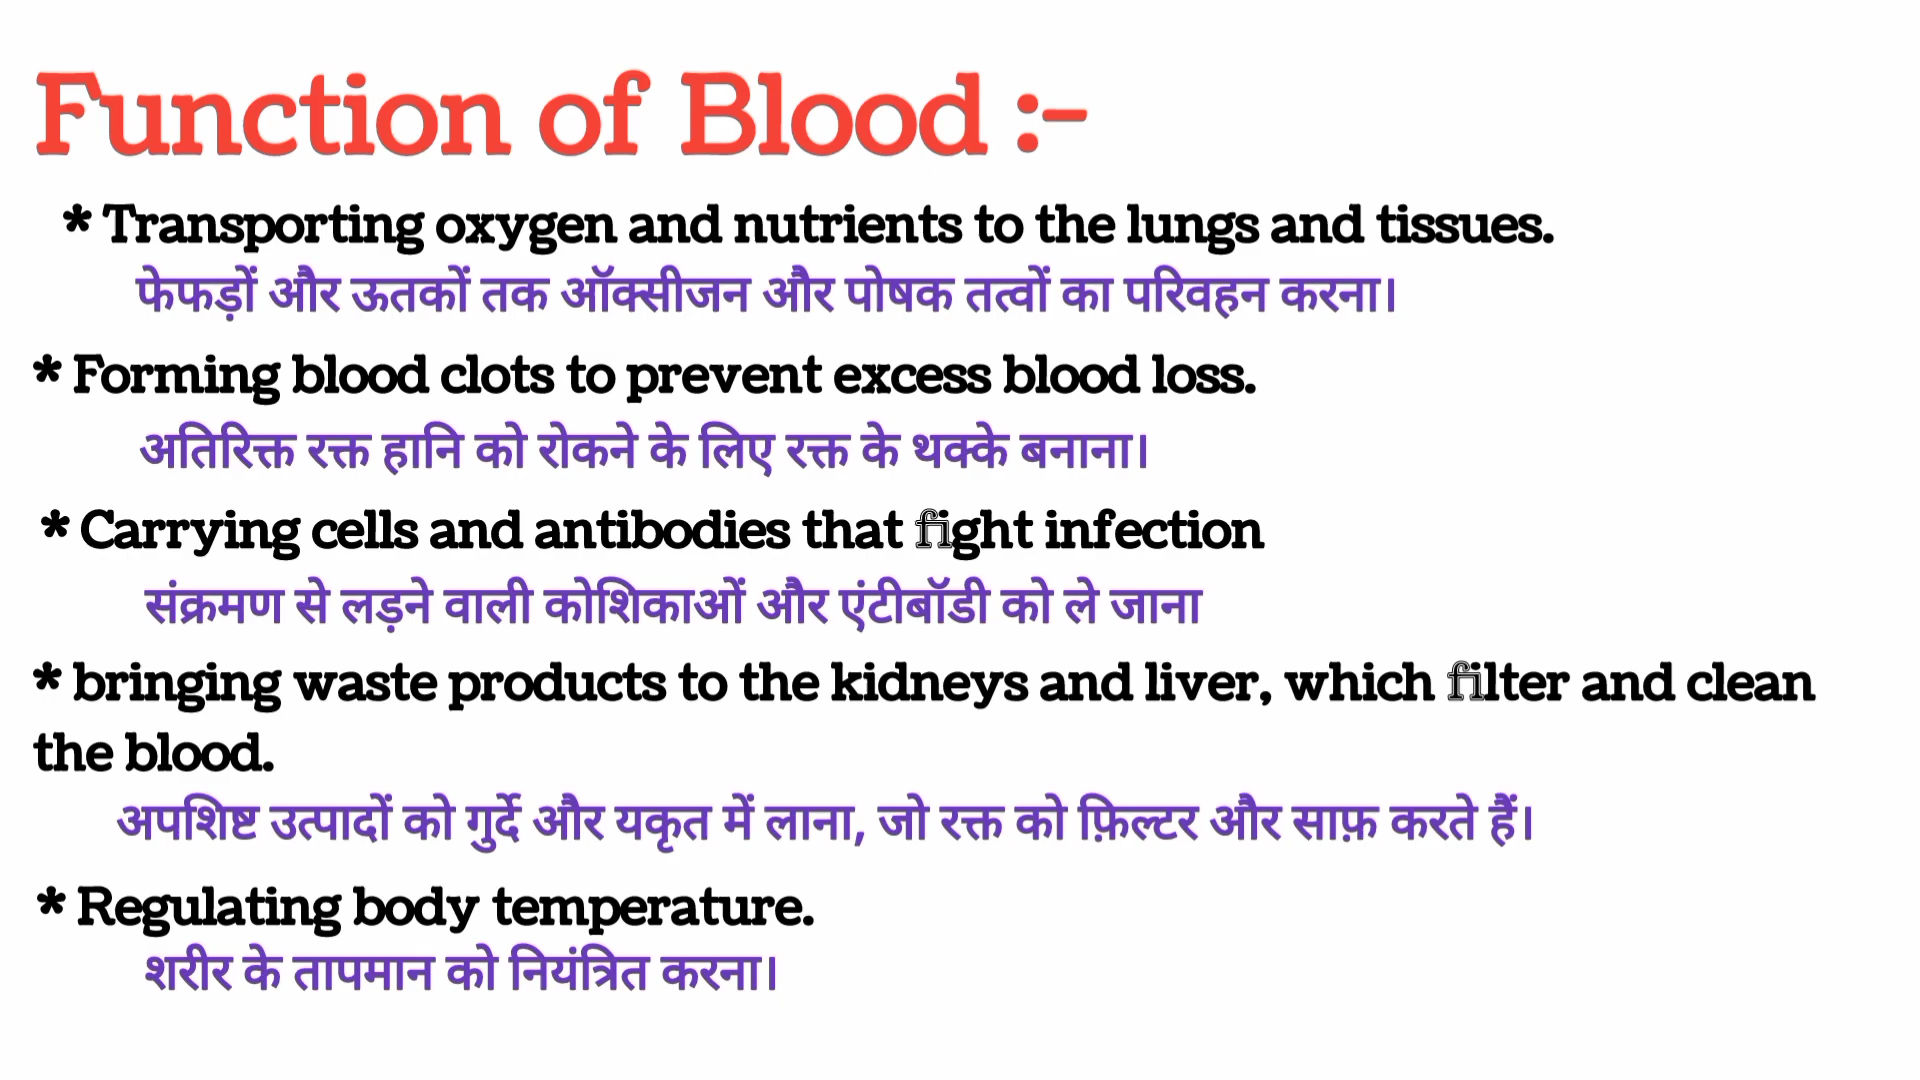 Function of Blood :-
* Transporting oxygen and nutrients to the lungs and tissues.
फेफड़ों और ऊतकों तक ऑक्सीजन और पोषक तत्वों का परिवहन करना।
* Forming blood clots to prevent excess blood loss.
अतिरिक्त रक्त हानि को रोकने के लिए रक्त के थक्के बनाना।
* Carrying cells and antibodies that fight infection
संक्रमण से लड़ने वाली कोशिकाओं और एंटीबॉडी को ले जाना
* bringing waste products to the kidneys and liver, which filter and clean
the blood.
अपशिष्ट उत्पादों को गुर्दे और यकृत में लाना, जो रक्त को फ़िल्टर और साफ़ करते हैं।
* Regulating body temperature.
शरीर के तापमान को नियंत्रित करना।